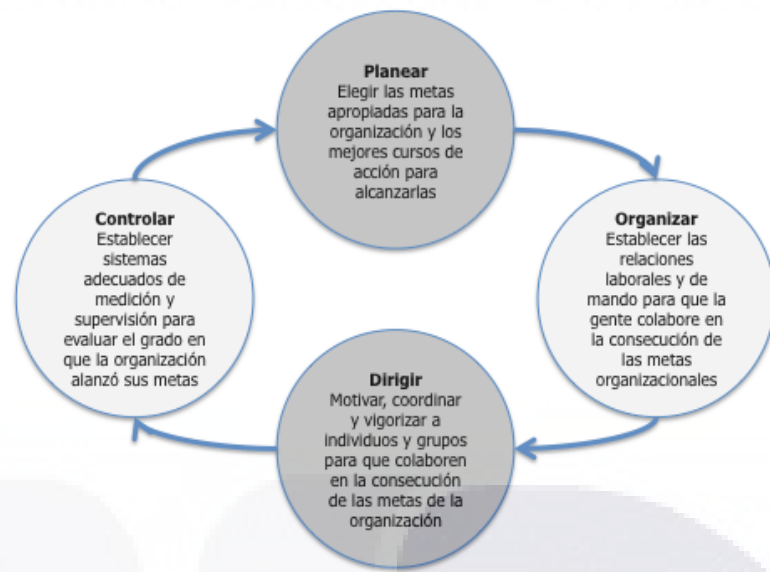 Planear
Elegir las metas
apropiadas para la
organización y los
mejores cursos de
acción para
alcanzarlas
Organizar
Establecer las
relaciones
laborales y de
mando para que la
gente colabore en
la consecución de
las metas
organizacionales
Dirigir
Motivar, coordinar
y vigorizar a
individuos y grupos
para que colaboren
en la consecución
de las metas de la
organización
Controlar
Establecer
sistemas
adecuados de
medición y
supervisión para
evaluar el grado en
que la organización
alanzó sus metas